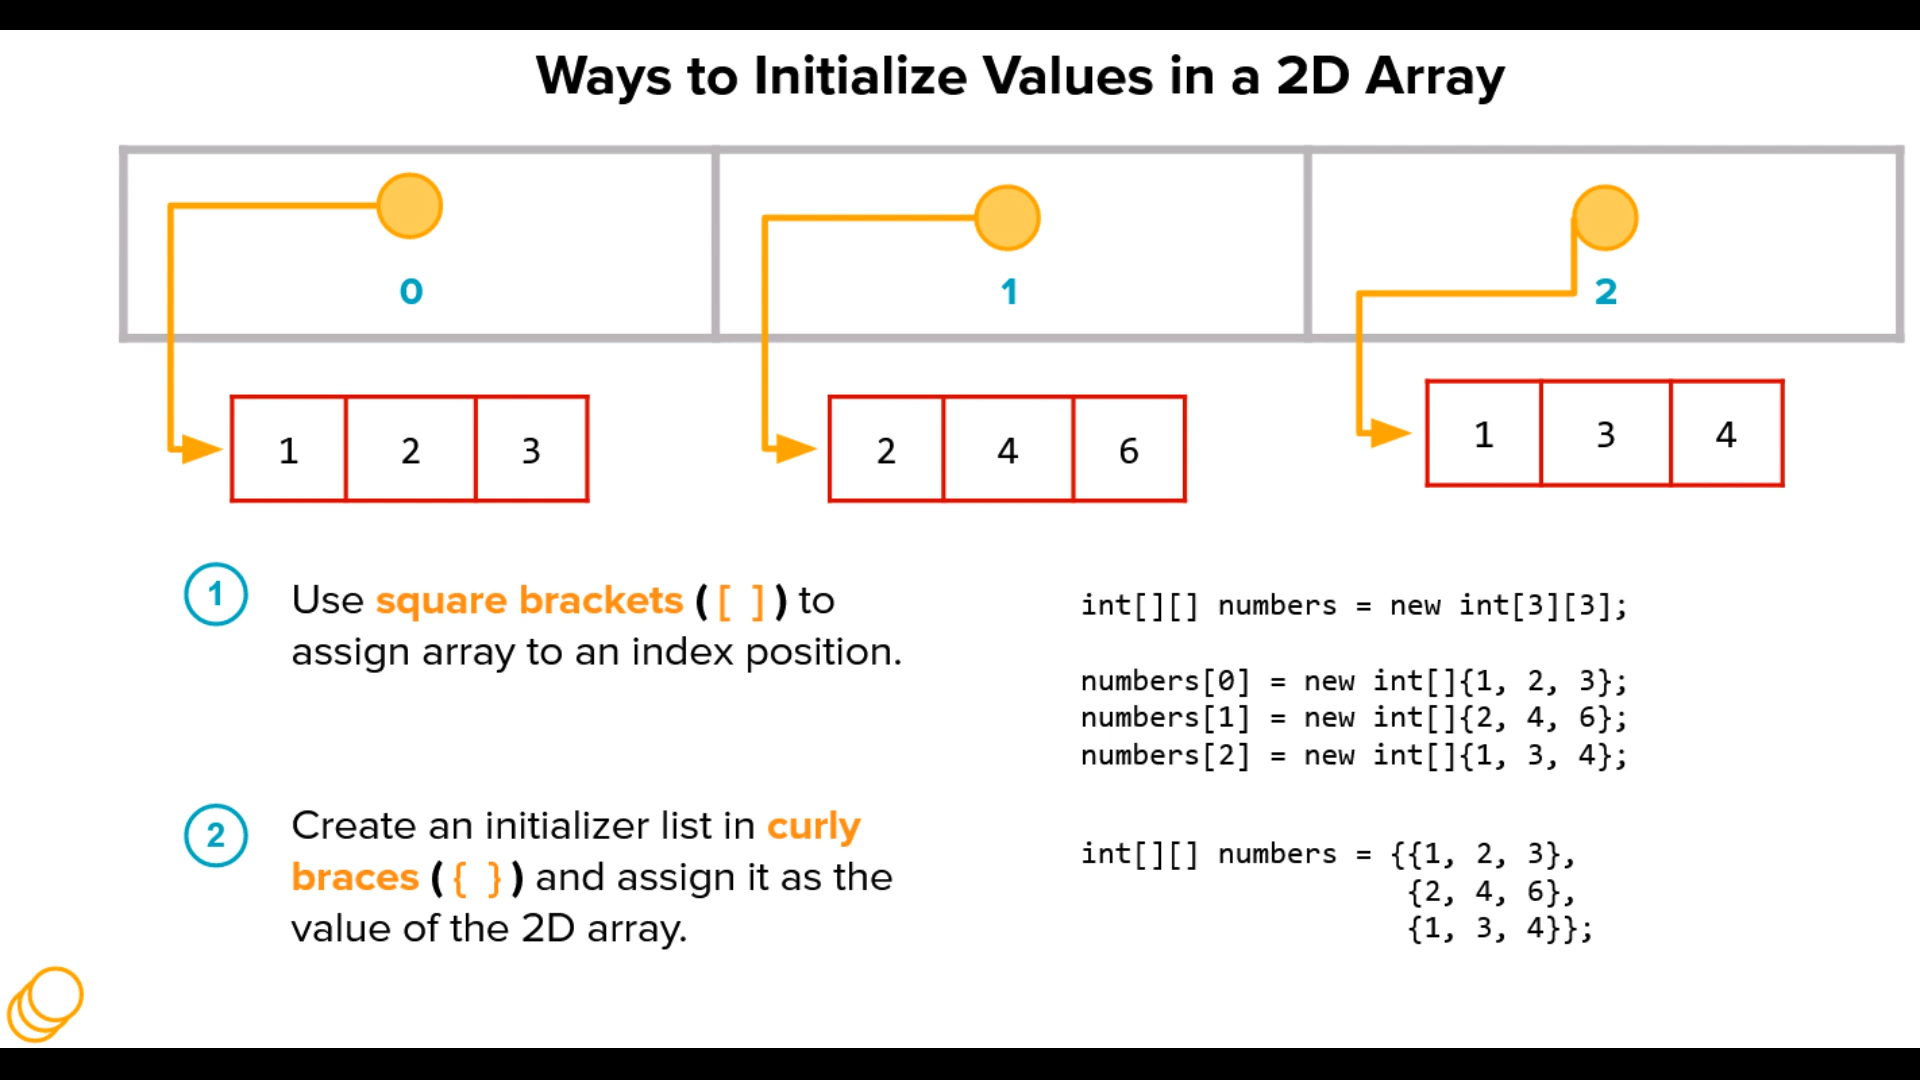 Ways to Initialize Values in a 2D Array
0
1
2
1 2 3
2 4 6
1 3 4
1
Use square brackets ([ ]) to
assign array to an index position.
int[][] numbers = new int[3][3];
numbers[0] = new int[]{1, 2, 3};
numbers[1] = new int[]{2, 4, 6};
numbers[2] = new int[]{1, 3, 4};
2
Create an initializer list in curly
braces ({ }) and assign it as the
value of the 2D array.
int[][] numbers = {{1, 2, 3},
{2, 4, 6},
{1, 3, 4}};